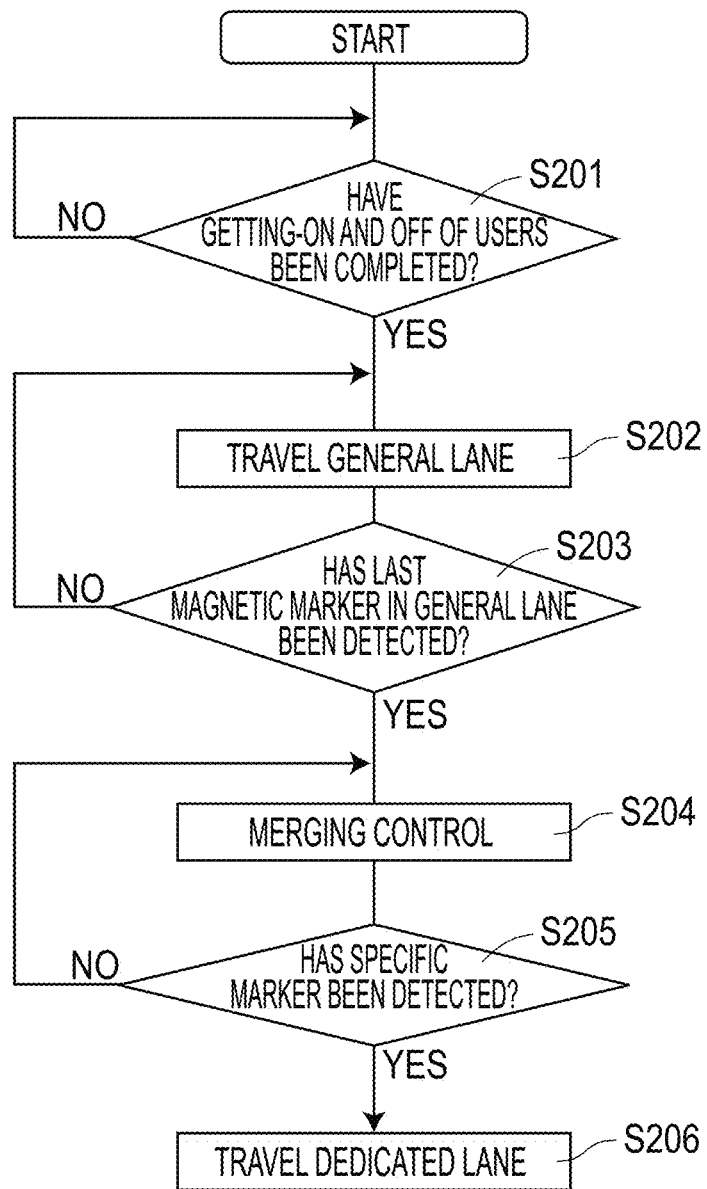 START
S201
HAVE
GETTING-ON AND OFF OF USERS
BEEN COMPLETED?
NO
YES
TRAVEL GENERAL LANE
S202
S203
HAS LAST
MAGNETIC MARKER IN GENERAL LANE
BEEN DETECTED?
NO
YES
MERGING CONTROL
S204
S205
HAS SPECIFIC
MARKER BEEN DETECTED?
NO
YES
TRAVEL DEDICATED LANE
S206